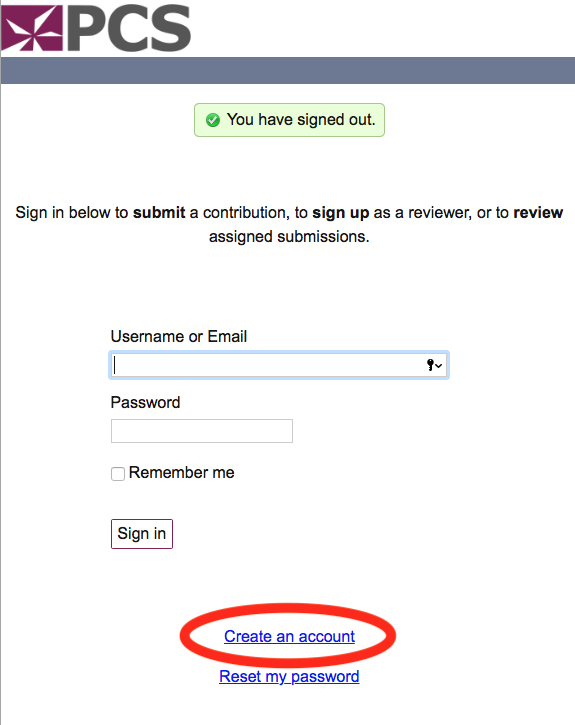 PCS
You have signed out.
Sign in below to submit a contribution, to sign up as a reviewer, or to review
assigned submissions.
Username or Email
Password
Remember me
Sign in
Create an account
Reset my password